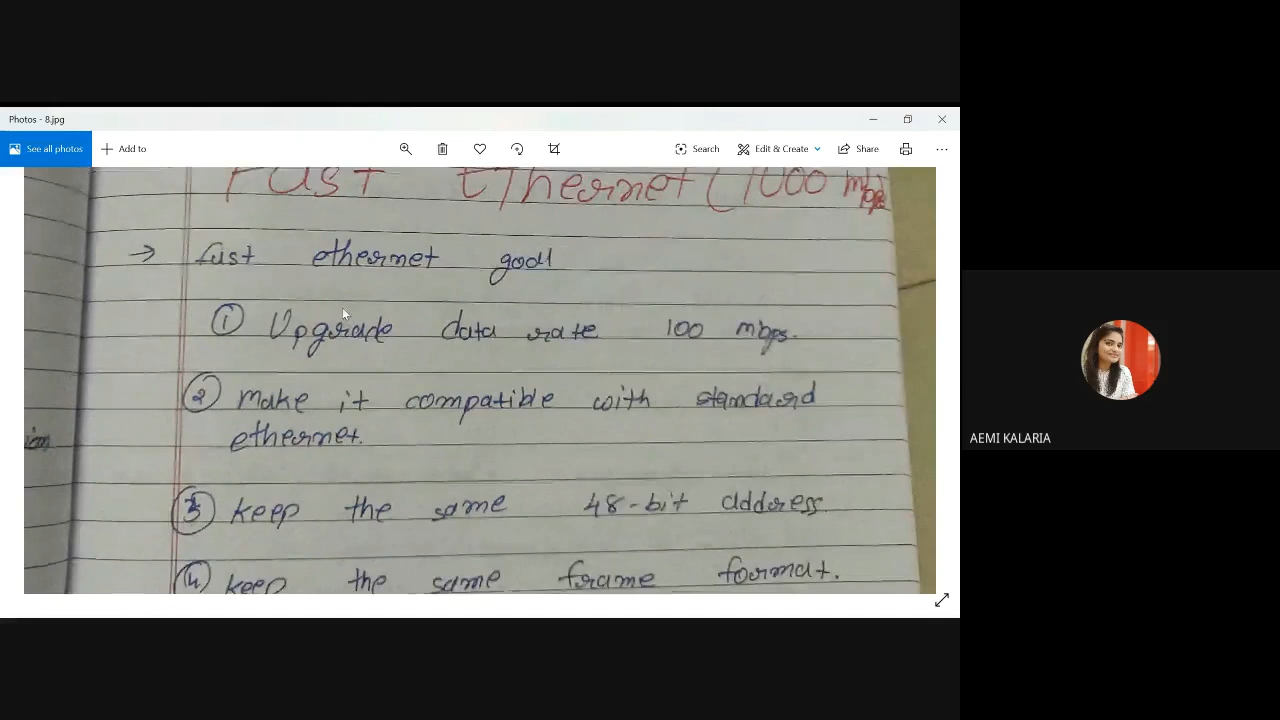 Photos - 8.jpg
See all photos
Add to
Search
Edit & Create
Share
Fast Ethernet (1000 mbps
→ fast ethernet goal
① Upgrade data rate 100 mbps.
② make it compatible with standard
ethernet.
③ keep the same 48-bit address.
④ keep the same frame format.
AEMI KALARIA